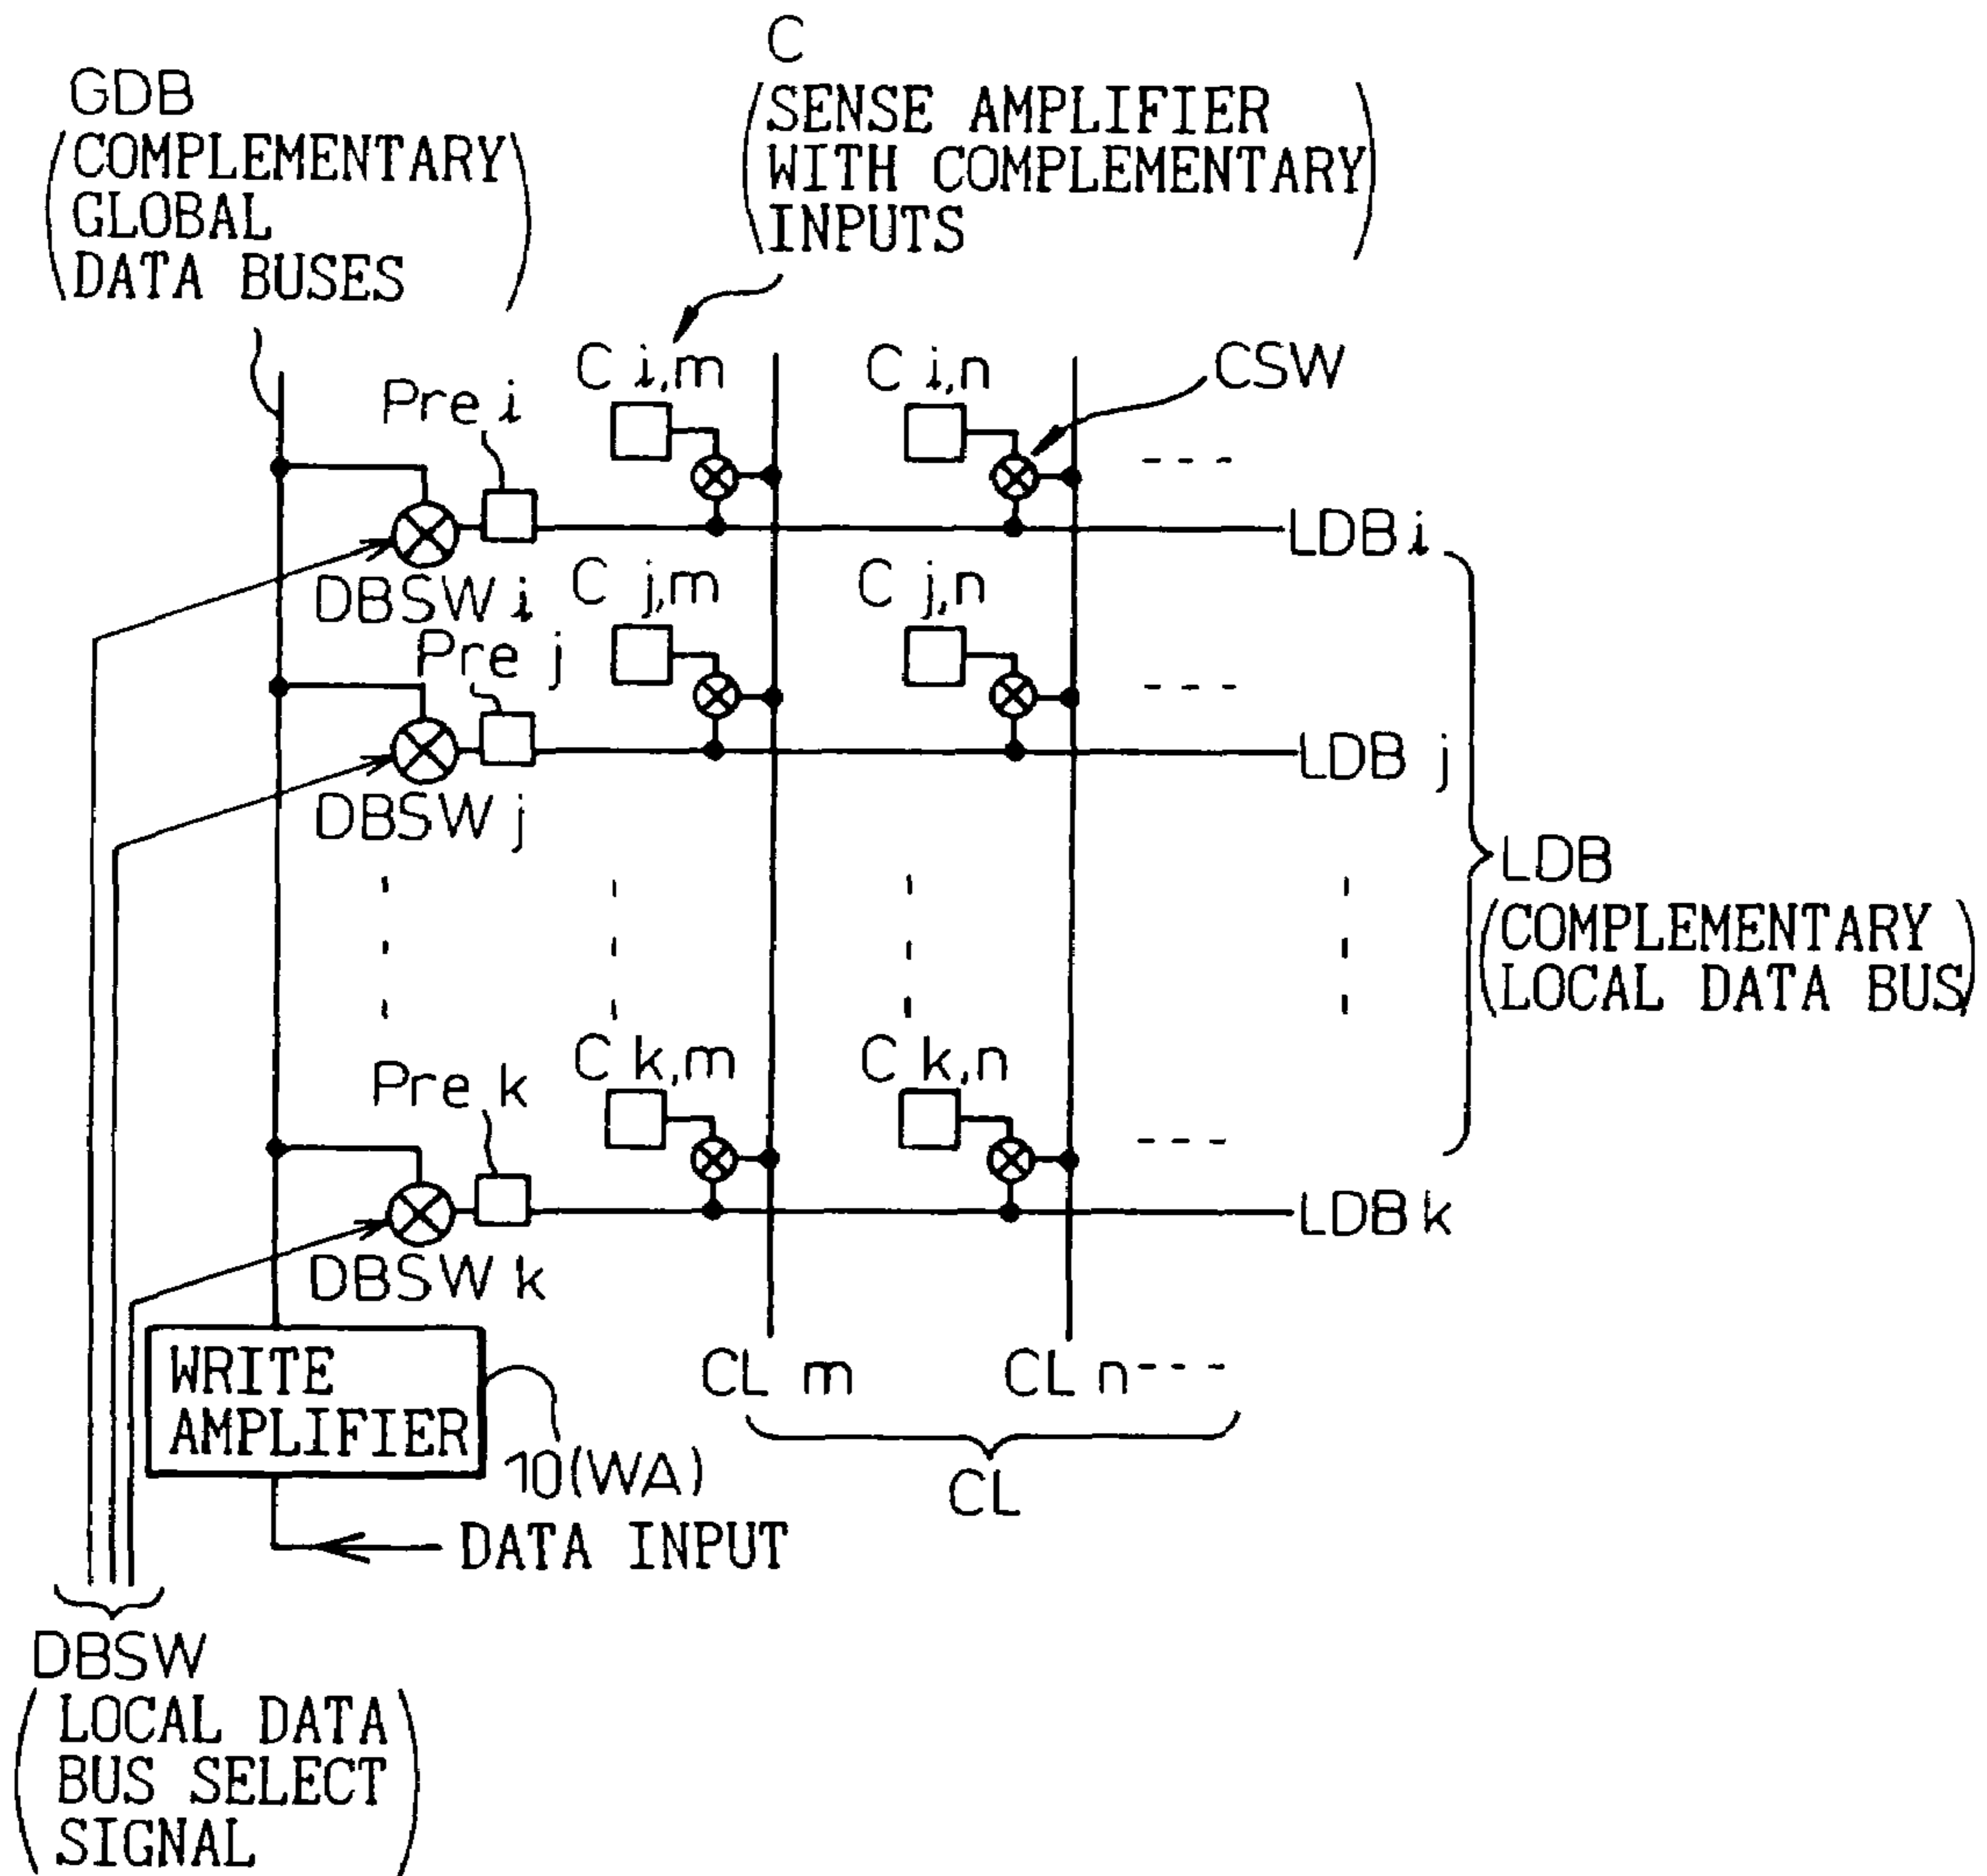 C
GDB
(COMPLEMENTARY
GLOBAL
DATA BUSES)
(SENSE AMPLIFIER
WITH COMPLEMENTARY
INPUTS)
C i,m
C i,n
CSW
Pre i
---
LDB i
DBSW i
C j,m
C j,n
Pre j
---
LDB j
DBSW j
LDB
(COMPLEMENTARY
LOCAL DATA BUS)
C k,m
C k,n
Pre k
---
LDB k
DBSW k
WRITE
AMPLIFIER
CL m
CL n---
10(WA)
CL
DATA INPUT
DBSW
(LOCAL DATA
BUS SELECT
SIGNAL)